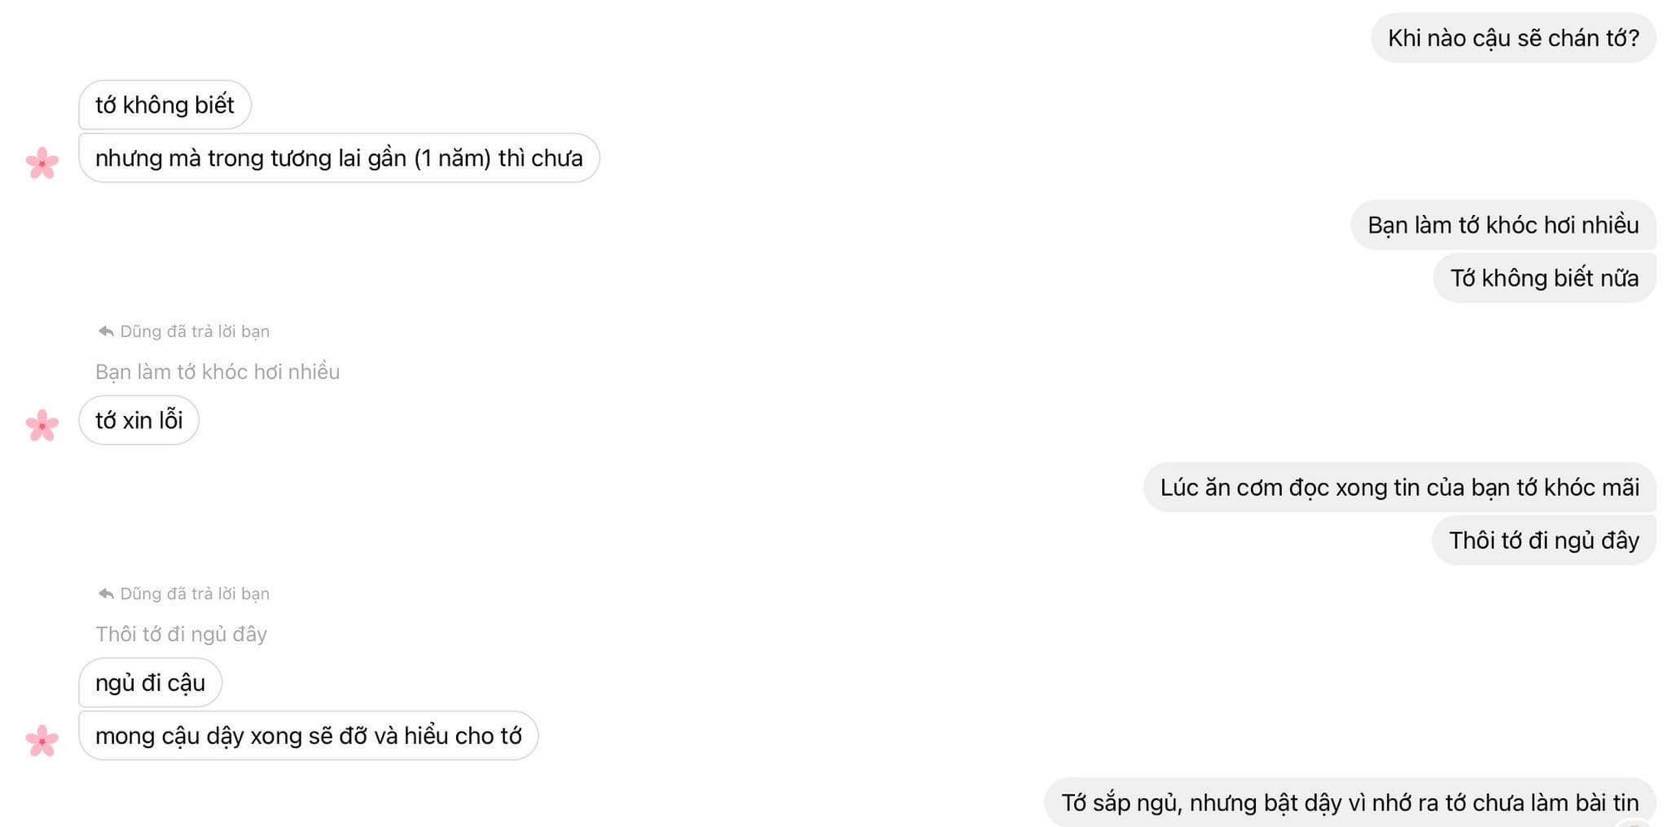 Khi nào cậu sẽ chán tớ?
tớ không biết
nhưng mà trong tương lai gần (1 năm) thì chưa
Bạn làm tớ khóc hơi nhiều
Tớ không biết nữa
Dũng đã trả lời bạn
Bạn làm tớ khóc hơi nhiều
tớ xin lỗi
Lúc ăn cơm đọc xong tin của bạn tớ khóc mãi
Thôi tớ đi ngủ đây
Dũng đã trả lời bạn
Thôi tớ đi ngủ đây
ngủ đi cậu
mong cậu dậy xong sẽ đỡ và hiểu cho tớ
Tớ sắp ngủ, nhưng bật dậy vì nhớ ra tớ chưa làm bài tin